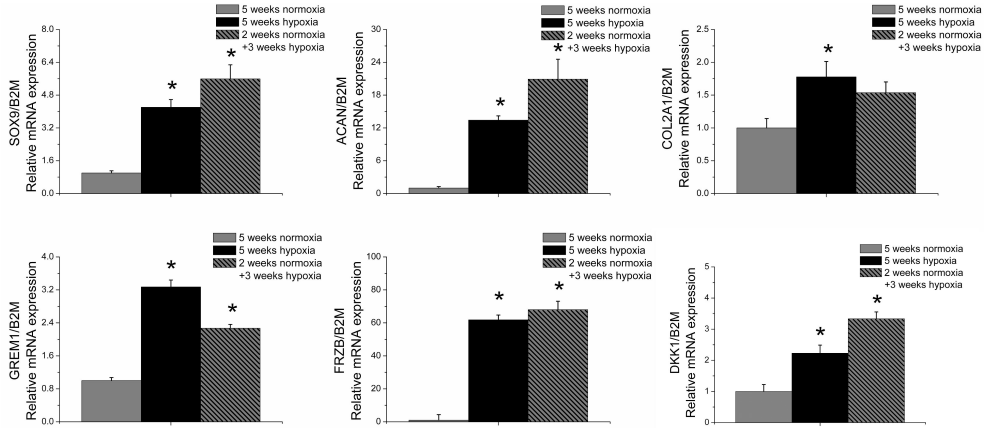 5 weeks normoxia
5 weeks hypoxia
2 weeks normoxia
+3 weeks hypoxia
SOX9/B2M
Relative mRNA expression
8.0
6.4
4.8
3.2
1.6
0.0
*
*
5 weeks normoxia
5 weeks hypoxia
2 weeks normoxia
+3 weeks hypoxia
ACAN/B2M
Relative mRNA expression
30
24
18
12
6
0
*
*
5 weeks normoxia
5 weeks hypoxia
2 weeks normoxia
+3 weeks hypoxia
COL2A1/B2M
Relative mRNA expression
2.5
2.0
1.5
1.0
0.5
0.0
*
5 weeks normoxia
5 weeks hypoxia
2 weeks normoxia
+3 weeks hypoxia
GREM1/B2M
Relative mRNA expression
4.0
3.2
2.4
1.6
0.8
0.0
*
*
5 weeks normoxia
5 weeks hypoxia
2 weeks normoxia
+3 weeks hypoxia
FRZB/B2M
Relative mRNA expression
100
80
60
40
20
0
*
*
5 weeks normoxia
5 weeks hypoxia
2 weeks normoxia
+3 weeks hypoxia
DKK1/B2M
Relative mRNA expression
5
4
3
2
1
0
*
*